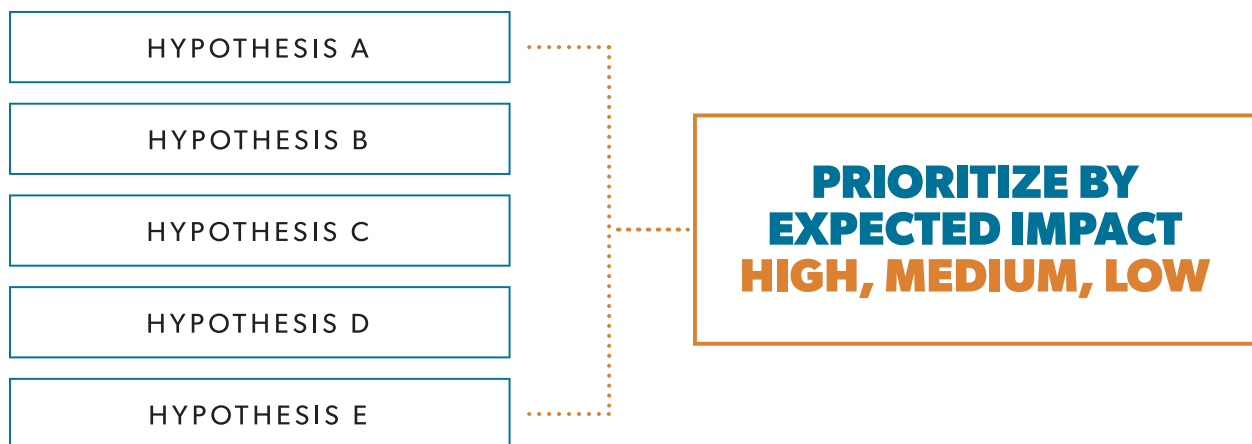 HYPOTHESIS A
HYPOTHESIS B
HYPOTHESIS C
HYPOTHESIS D
HYPOTHESIS E
PRIORITIZE BY
EXPECTED IMPACT
HIGH, MEDIUM, LOW